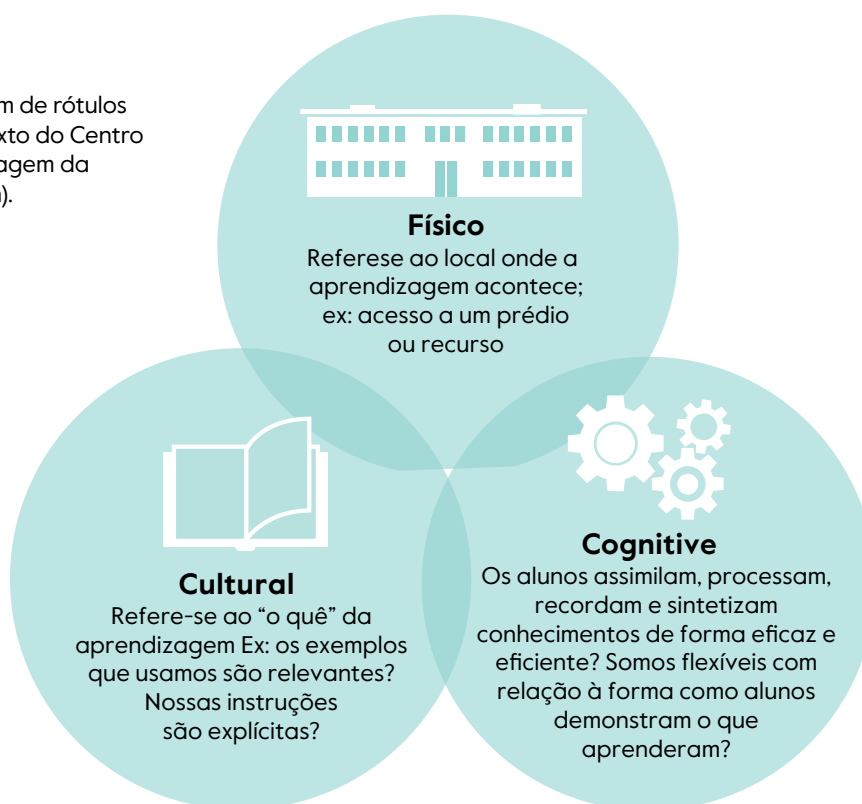 m de rótulos
xto do Centro
agem da
).
Físico
Referese ao local onde a
aprendizagem acontece;
ex: acesso a um prédio
ou recurso
Cultural
Refere-se ao “o quê” da
aprendizagem Ex: os exemplos
que usamos são relevantes?
Nossas instruções
são explícitas?
Cognitive
Os alunos assimilam, processam,
recordam e sintetizam
conhecimentos de forma eficaz e
eficiente? Somos flexíveis com
relação à forma como alunos
demonstram o que
aprenderam?